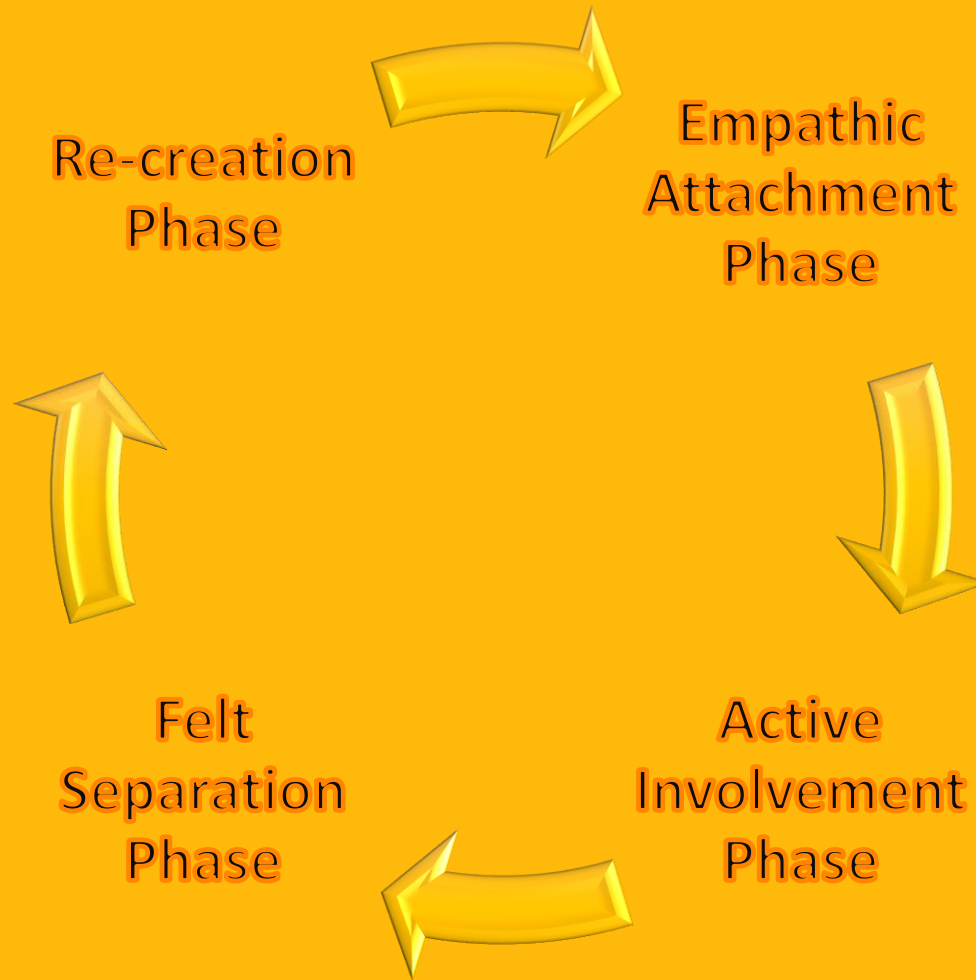 Re-creation
Phase
Empathic
Attachment
Phase
Active
Involvement
Phase
Felt
Separation
Phase